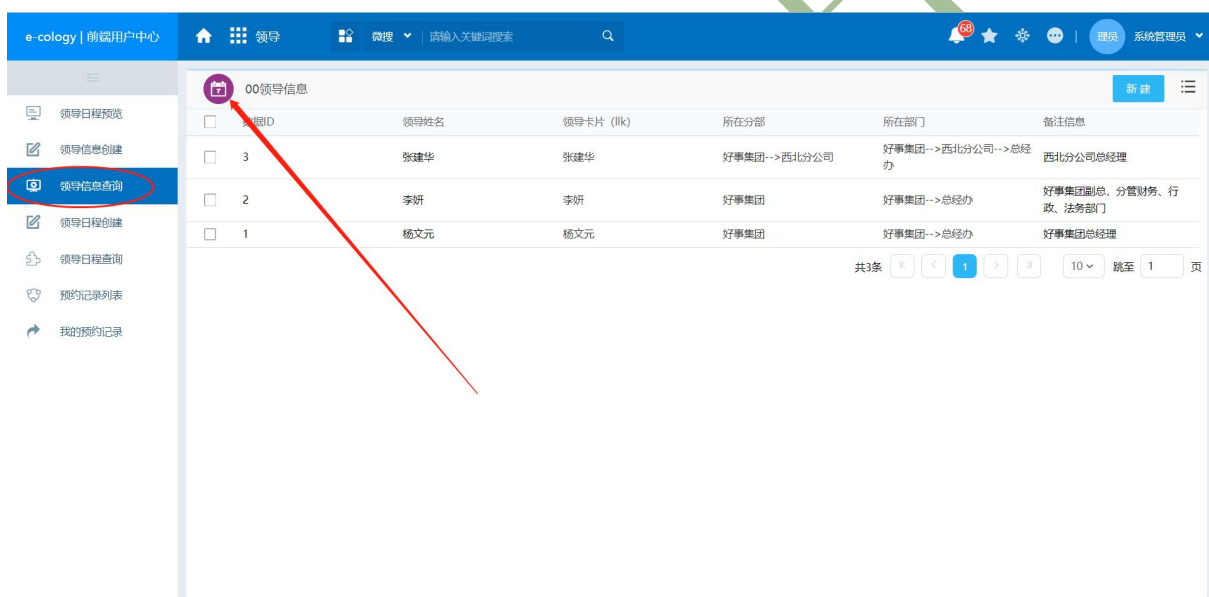 e-cology | 前端用户中心
领导
微搜
请输入关键词搜索
68
理员
系统管理员
领导日程预览
领导信息创建
领导信息查询
领导日程创建
领导日程查询
预约记录列表
我的预约记录
7
00领导信息
新建
数据ID 领导姓名 领导卡片（llk） 所在分部 所在部门 备注信息
3 张建华 张建华 好事集团-->西北分公司 好事集团-->西北分公司-->总经办 西北分公司总经理
2 李妍 李妍 好事集团 好事集团-->总经办 好事集团副总，分管财务、行政、法务部门
1 杨文元 杨文元 好事集团 好事集团-->总经办 好事集团总经理
共3条 1 10 跳至 1 页